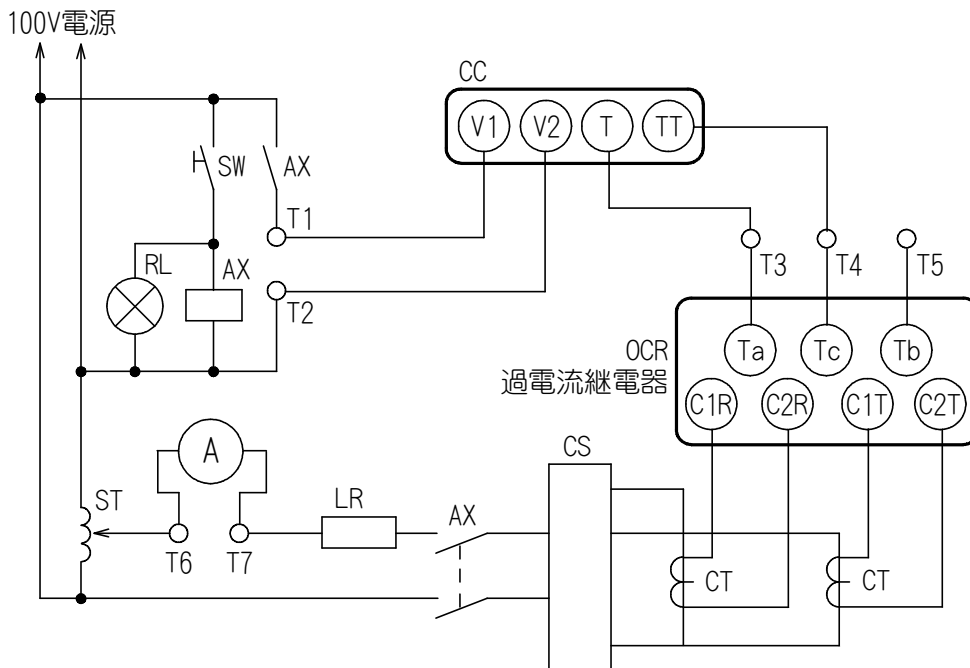 100V電源
CC
V1 V2 T TT
SW AX
T1
RL AX
T2
T3 T4 T5
OCR
過電流継電器
Ta Tc Tb
C1R C2R C1T C2T
A
CS
ST
LR
AX
T6 T7
CT CT